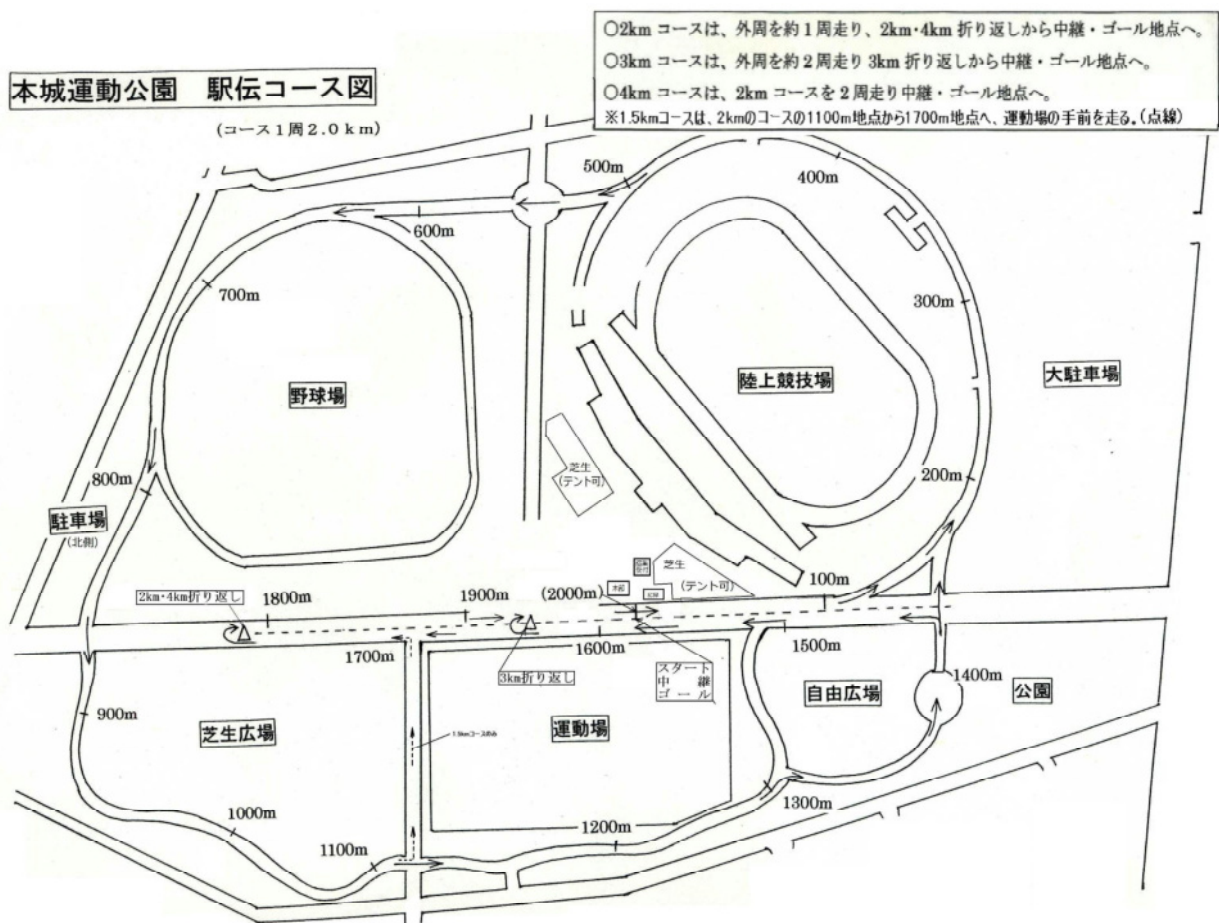 ○2km コースは、外周を約1周走り、2km・4km 折り返しから中継・ゴール地点へ。
○3km コースは、外周を約2周走り 3km 折り返しから中継・ゴール地点へ。
○4km コースは、2km コースを2周走り中継・ゴール地点へ。
※1.5kmコースは、2kmのコースの1100m地点から1700m地点へ、運動場の手前を走る。(点線)
本城運動公園 駅伝コース図
(コース1周2.0km)
500m
400m
600m
700m
300m
野球場
陸上競技場
大駐車場
800m
芝生
(テント可)
200m
駐車場
(北側)
芝生
(テント可)
2km・4km折り返し
1800m
1900m
(2000m)
本部
100m
1700m
1600m
1500m
3km折り返し
スタート
中継
ゴール
1400m
自由広場
公園
900m
芝生広場
運動場
1.5kmコースのみ
1300m
1000m
1200m
1100m